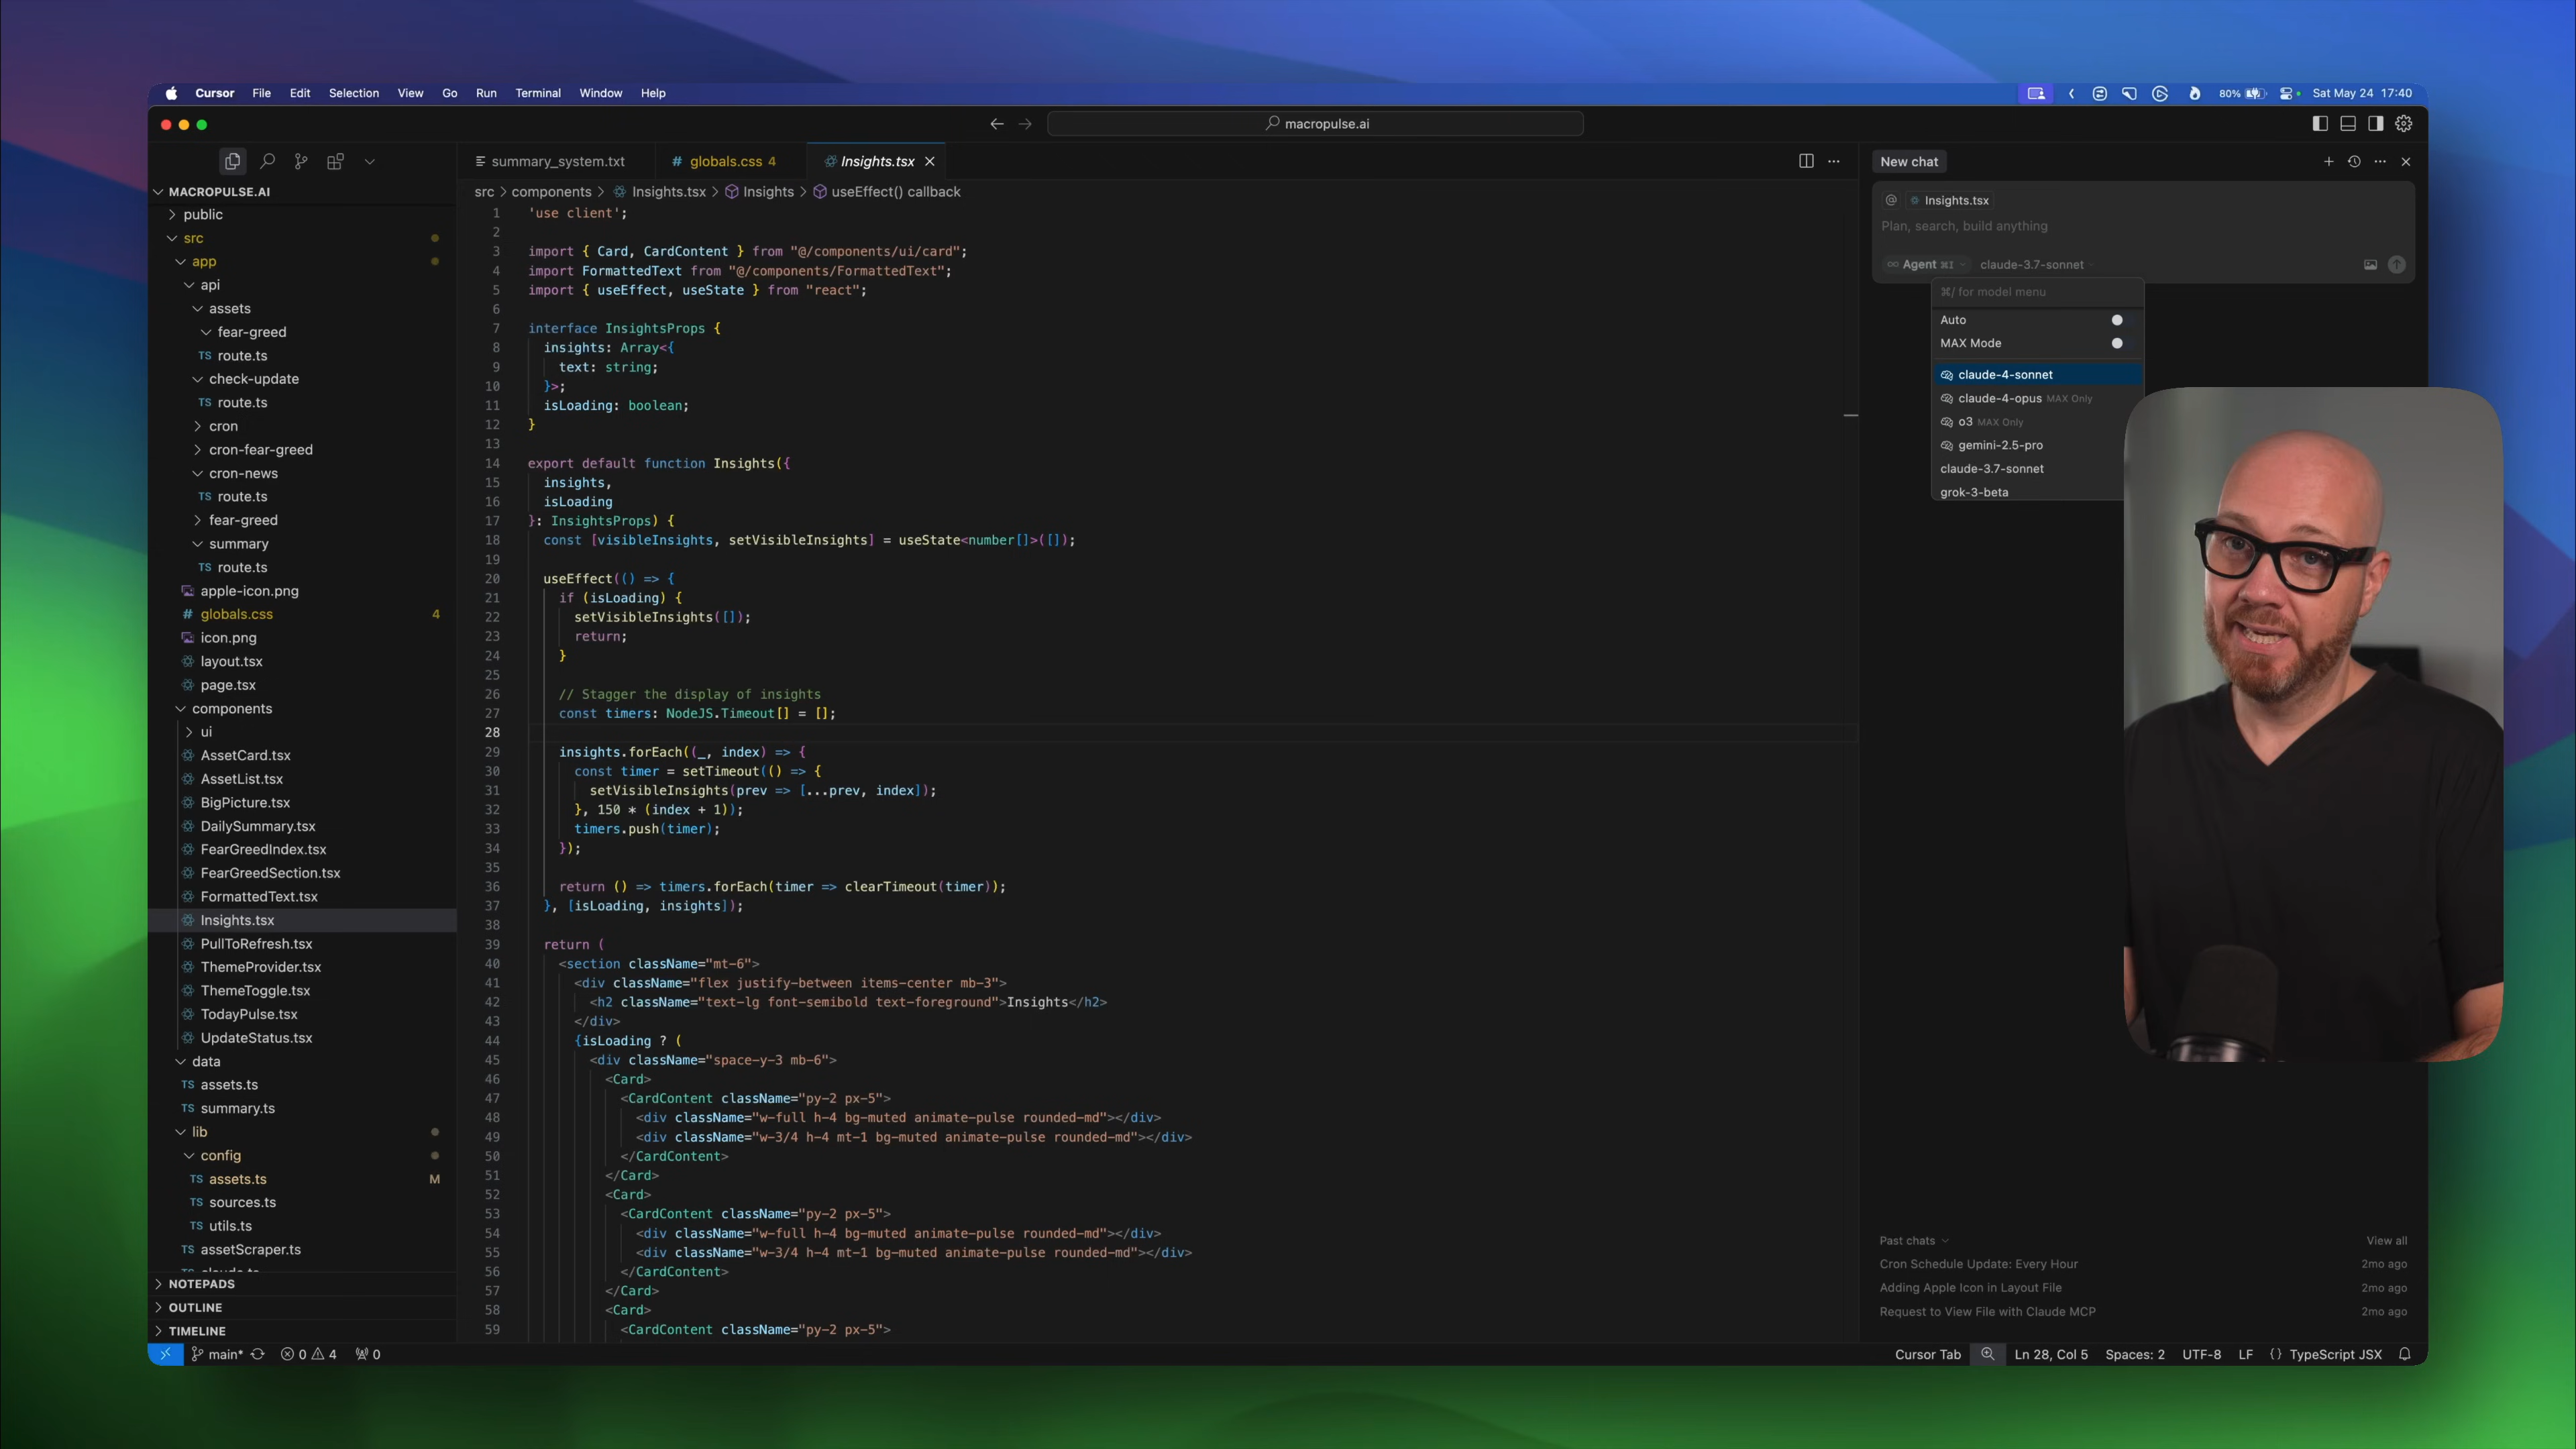 Cursor File Edit Selection View Go Run Terminal Window Help
80% Sat May 24 17:40
macropulse.ai
MACROPULSE.AI
public
src
app
api
assets
fear-greed
TS route.ts
check-update
TS route.ts
cron
cron-fear-greed
cron-news
TS route.ts
fear-greed
summary
TS route.ts
apple-icon.png
# globals.css 4
icon.png
layout.tsx
page.tsx
components
ui
AssetCard.tsx
AssetList.tsx
BigPicture.tsx
DailySummary.tsx
FearGreedIndex.tsx
FearGreedSection.tsx
FormattedText.tsx
Insights.tsx
PullToRefresh.tsx
ThemeProvider.tsx
ThemeToggle.tsx
TodayPulse.tsx
UpdateStatus.tsx
data
TS assets.ts
TS summary.ts
lib
config
TS assets.ts M
TS sources.ts
TS utils.ts
TS assetScraper.ts
NOTEPADS
OUTLINE
TIMELINE
summary_system.txt # globals.css 4 Insights.tsx
src > components > Insights.tsx > Insights > useEffect() callback
1 'use client';
2
3 import { Card, CardContent } from "@/components/ui/card";
4 import FormattedText from "@/components/FormattedText";
5 import { useEffect, useState } from "react";
6
7 interface InsightsProps {
8 insights: Array<{
9 text: string;
10 }>;
11 isLoading: boolean;
12 }
13
14 export default function Insights({
15 insights,
16 isLoading
17 }: InsightsProps) {
18 const [visibleInsights, setVisibleInsights] = useState<number[]>([]);
19
20 useEffect(() => {
21 if (isLoading) {
22 setVisibleInsights([]);
23 return;
24 }
25
26 // Stagger the display of insights
27 const timers: NodeJS.Timeout[] = [];
28
29 insights.forEach((_, index) => {
30 const timer = setTimeout(() => {
31 setVisibleInsights(prev => [...prev, index]);
32 }, 150 * (index + 1));
33 timers.push(timer);
34 });
35
36 return () => timers.forEach(timer => clearTimeout(timer));
37 }, [isLoading, insights]);
38
39 return (
40 <section className="mt-6">
41 <div className="flex justify-between items-center mb-3">
42 <h2 className="text-lg font-semibold text-foreground">Insights</h2>
43 </div>
44 {isLoading ? (
45 <div className="space-y-3 mb-6">
46 <Card>
47 <CardContent className="py-2 px-5">
48 <div className="w-full h-4 bg-muted animate-pulse rounded-md"></div>
49 <div className="w-3/4 h-4 mt-1 bg-muted animate-pulse rounded-md"></div>
50 </CardContent>
51 </Card>
52 <Card>
53 <CardContent className="py-2 px-5">
54 <div className="w-full h-4 bg-muted animate-pulse rounded-md"></div>
55 <div className="w-3/4 h-4 mt-1 bg-muted animate-pulse rounded-md"></div>
56 </CardContent>
57 </Card>
58 <Card>
59 <CardContent className="py-2 px-5">
New chat
@ Insights.tsx
Plan, search, build anything
∞ Agent ⌘I claude-3.7-sonnet
⌘/ for model menu
Auto
MAX Mode
claude-4-sonnet
claude-4-opus MAX Only
o3 MAX Only
gemini-2.5-pro
claude-3.7-sonnet
grok-3-beta
Past chats View all
Cron Schedule Update: Every Hour 2mo ago
Adding Apple Icon in Layout File 2mo ago
Request to View File with Claude MCP 2mo ago
main* 0 4 0
Cursor Tab Ln 28, Col 5 Spaces: 2 UTF-8 LF {} TypeScript JSX